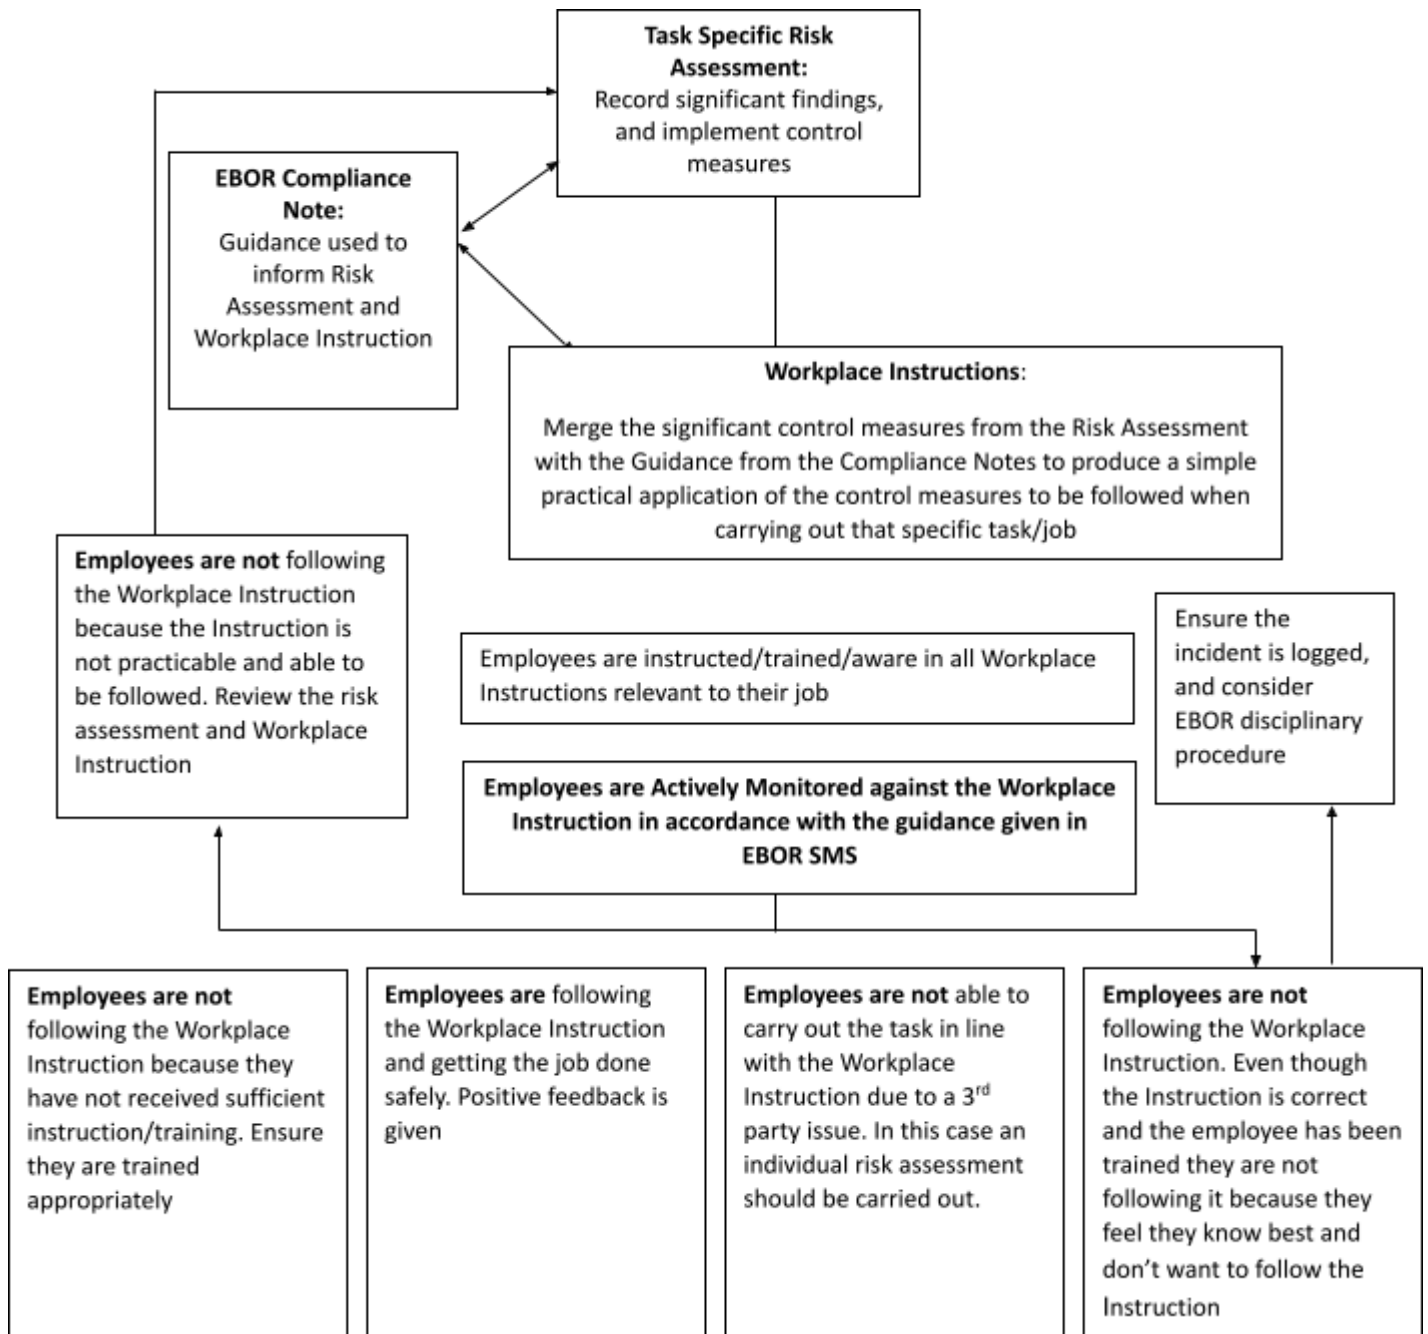 Task Specific Risk
Assessment:
Record significant findings,
and implement control
measures
EBOR Compliance
Note:
Guidance used to
inform Risk
Assessment and
Workplace Instruction
Workplace Instructions:
Merge the significant control measures from the Risk Assessment
with the Guidance from the Compliance Notes to produce a simple
practical application of the control measures to be followed when
carrying out that specific task/job
Employees are not following
the Workplace Instruction
because the Instruction is
not practicable and able to
be followed. Review the risk
assessment and Workplace
Instruction
Employees are instructed/trained/aware in all Workplace
Instructions relevant to their job
Ensure the
incident is logged,
and consider
EBOR disciplinary
procedure
Employees are Actively Monitored against the Workplace
Instruction in accordance with the guidance given in
EBOR SMS
Employees are not
following the Workplace
Instruction because they
have not received sufficient
instruction/training. Ensure
they are trained
appropriately
Employees are following
the Workplace Instruction
and getting the job done
safely. Positive feedback is
given
Employees are not able to
carry out the task in line
with the Workplace
Instruction due to a 3rd
party issue. In this case an
individual risk assessment
should be carried out.
Employees are not
following the Workplace
Instruction. Even though
the Instruction is correct
and the employee has been
trained they are not
following it because they
feel they know best and
don't want to follow the
Instruction